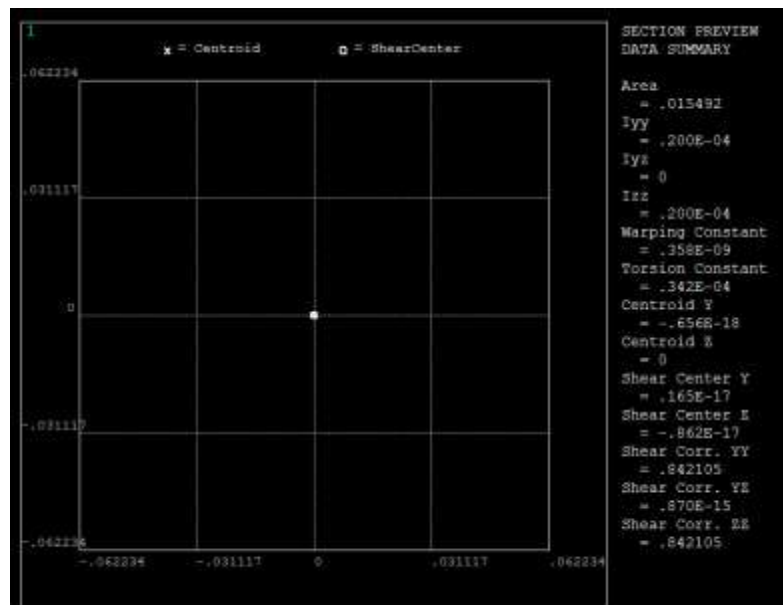 1
x = Centroid
o = ShearCenter
SECTION PREVIEW
DATA SUMMARY
Area
= .015492
Iyy
= .200E-04
Iyz
= 0
Izz
= .200E-04
Warping Constant
= .358E-09
Torsion Constant
= .342E-04
Centroid Y
= -.656E-18
Centroid Z
= 0
Shear Center Y
= .165E-17
Shear Center Z
= -.862E-17
Shear Corr. YY
= .842105
Shear Corr. YZ
= .870E-15
Shear Corr. ZZ
= .842105
.062234
.031117
0
-.031117
-.062234
-.062234
-.031117
0
.031117
.062234